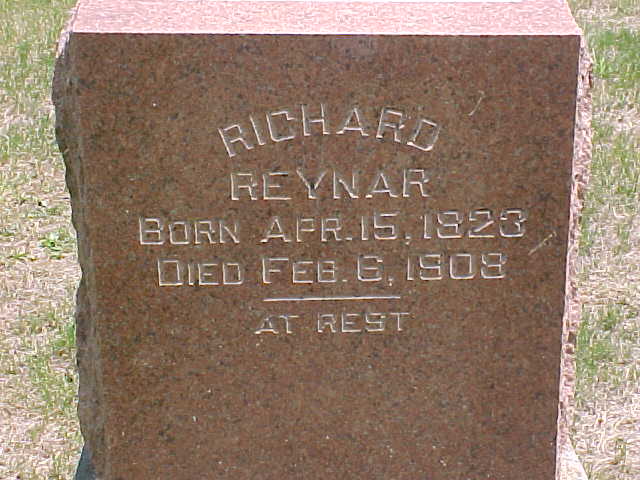 RICHARD
REYNAR
BORN APR. 15, 1823
DIED FEB. 6, 1908
AT REST